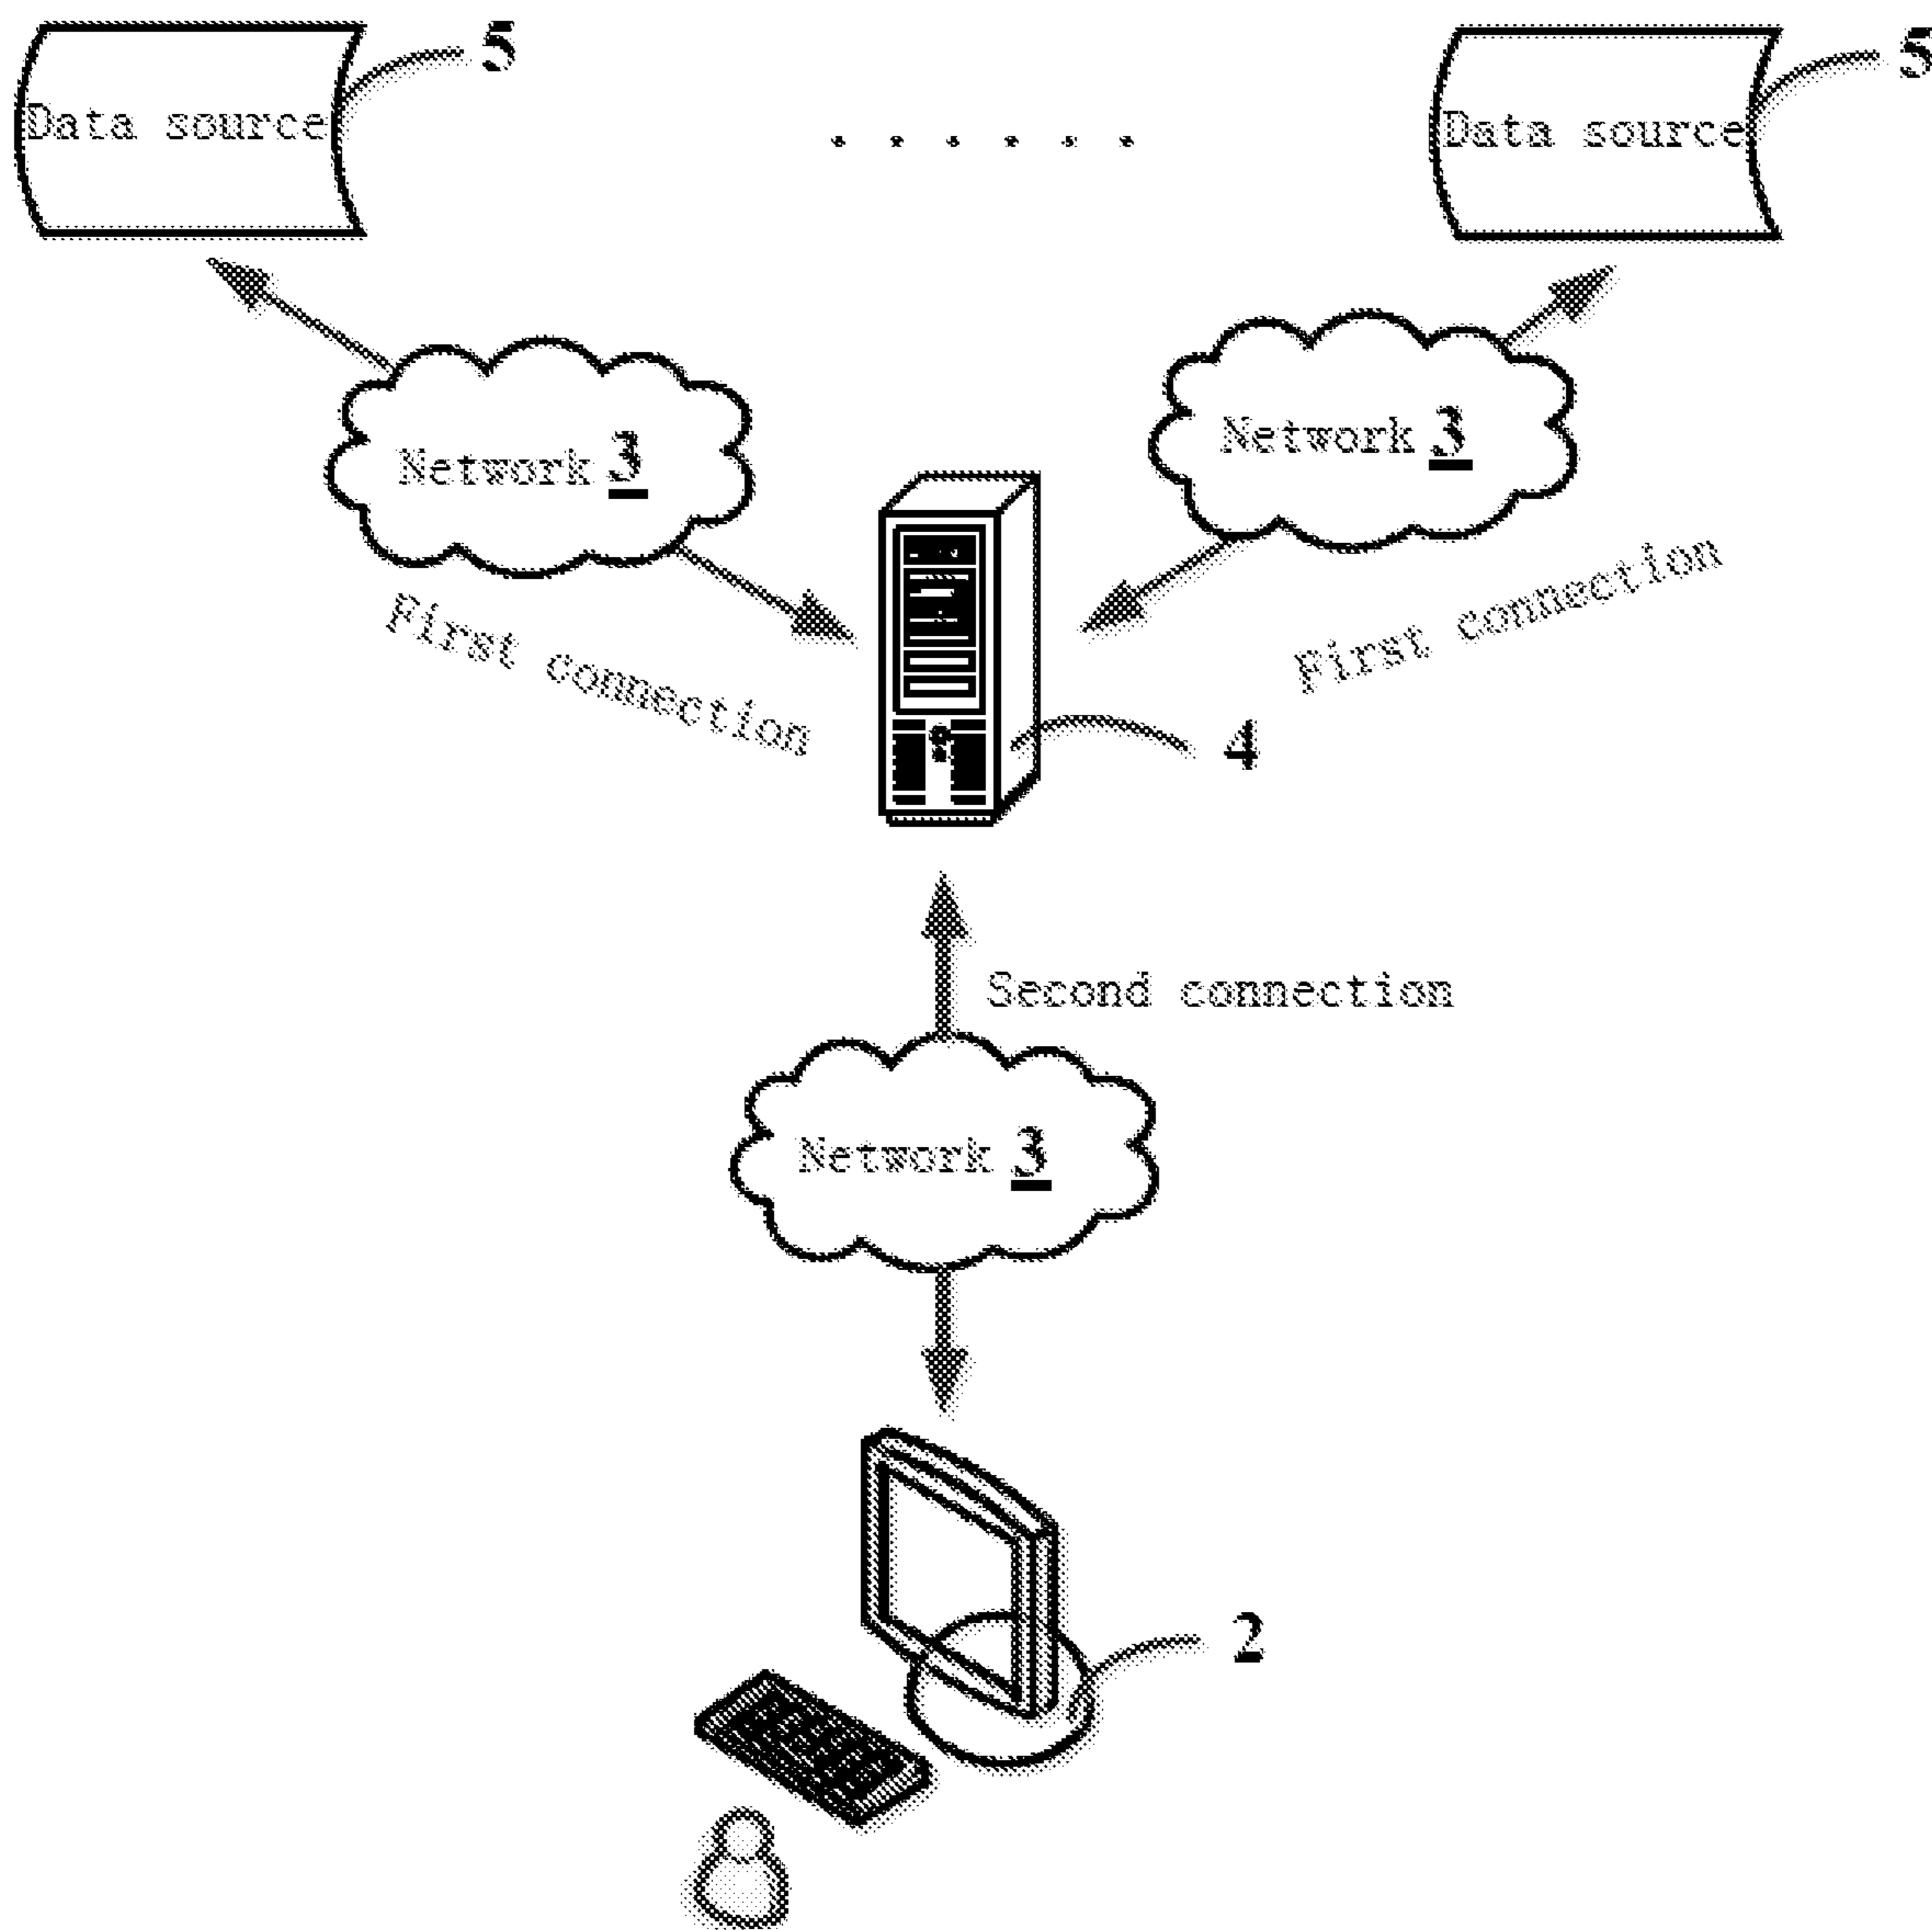 5
5
Data source
......
Data source
Network 3
Network 3
First connection
First connection
4
Second connection
Network 3
2